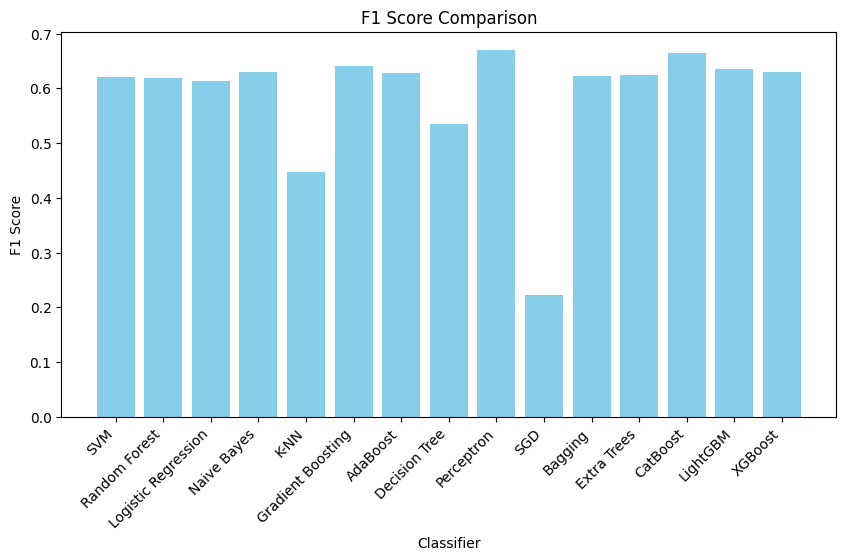 F1 Score Comparison
F1 Score
0.7
0.6
0.5
0.4
0.3
0.2
0.1
0.0
SVM
Random Forest
Logistic Regression
Naive Bayes
K-NN
Gradient Boosting
AdaBoost
Decision Tree
Perceptron
SGD
Bagging
Extra Trees
CatBoost
LightGBM
XGBoost
Classifier